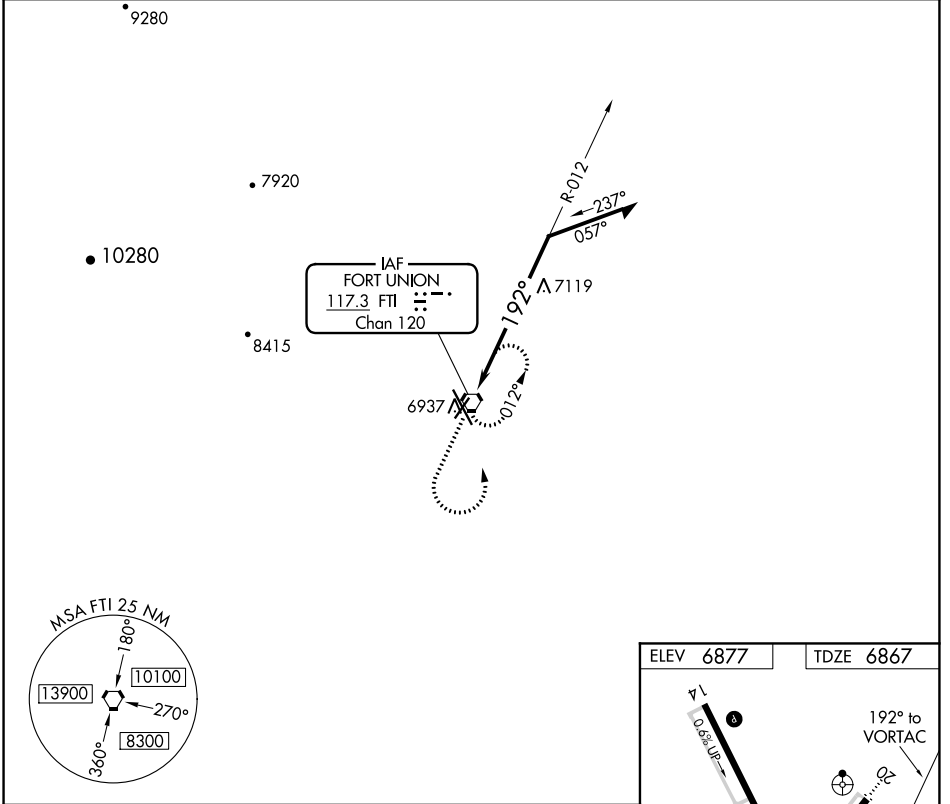 9280
7920
10280
8415
R-012
237°
057°
192°
7119
IAF
FORT UNION
117.3 FTI
Chan 120
6937
012°
MSA FTI 25 NM
180°
10100
13900
270°
8300
360°
ELEV 6877
TDZE 6867
14
P
0.6% UP
192° to
VORTAC
20